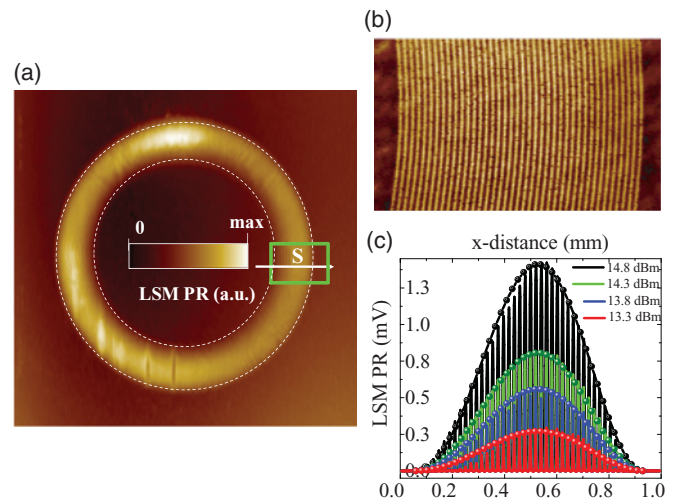 (a)
0
max
S
LSM PR (a.u.)
(b)
(c)
x-distance (mm)
14.8 dBm
14.3 dBm
13.8 dBm
13.3 dBm
LSM PR (mV)
1.3
1.0
0.8
0.5
0.3
0.0
0.0
0.2
0.4
0.6
0.8
1.0